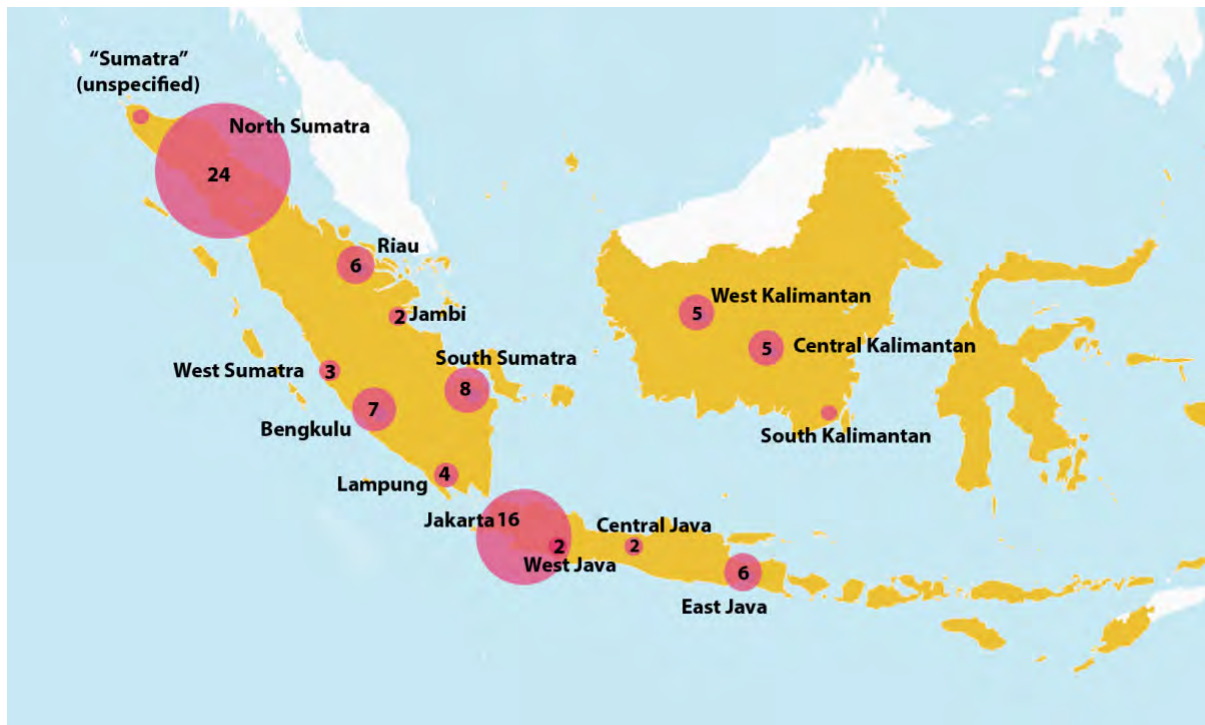 “Sumatra”
(unspecified)
North Sumatra
24
Riau
6
2 Jambi
West Kalimantan
5
Central Kalimantan
5
South Sumatra
8
West Sumatra
3
7
Bengkulu
South Kalimantan
4
Lampung
Jakarta 16
Central Java
2
2
West Java
6
East Java